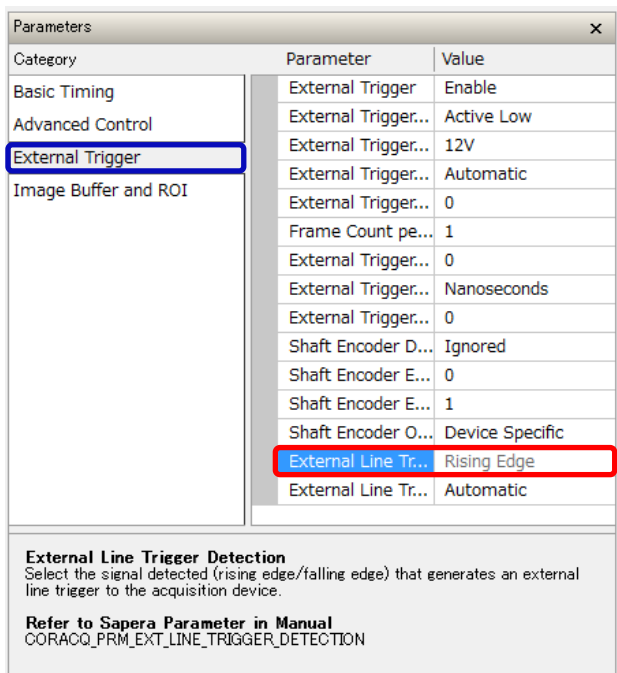 Parameters ×
Category Parameter Value
Basic Timing
Advanced Control
External Trigger
Image Buffer and ROI
External Trigger Enable
External Trigger... Active Low
External Trigger... 12V
External Trigger... Automatic
External Trigger... 0
Frame Count pe... 1
External Trigger... 0
External Trigger... Nanoseconds
External Trigger... 0
Shaft Encoder D... Ignored
Shaft Encoder E... 0
Shaft Encoder E... 1
Shaft Encoder O... Device Specific
External Line Tr... Rising Edge
External Line Tr... Automatic
External Line Trigger Detection
Select the signal detected (rising edge/falling edge) that generates an external
line trigger to the acquisition device.
Refer to Sapera Parameter in Manual
CORACQ_PRM_EXT_LINE_TRIGGER_DETECTION